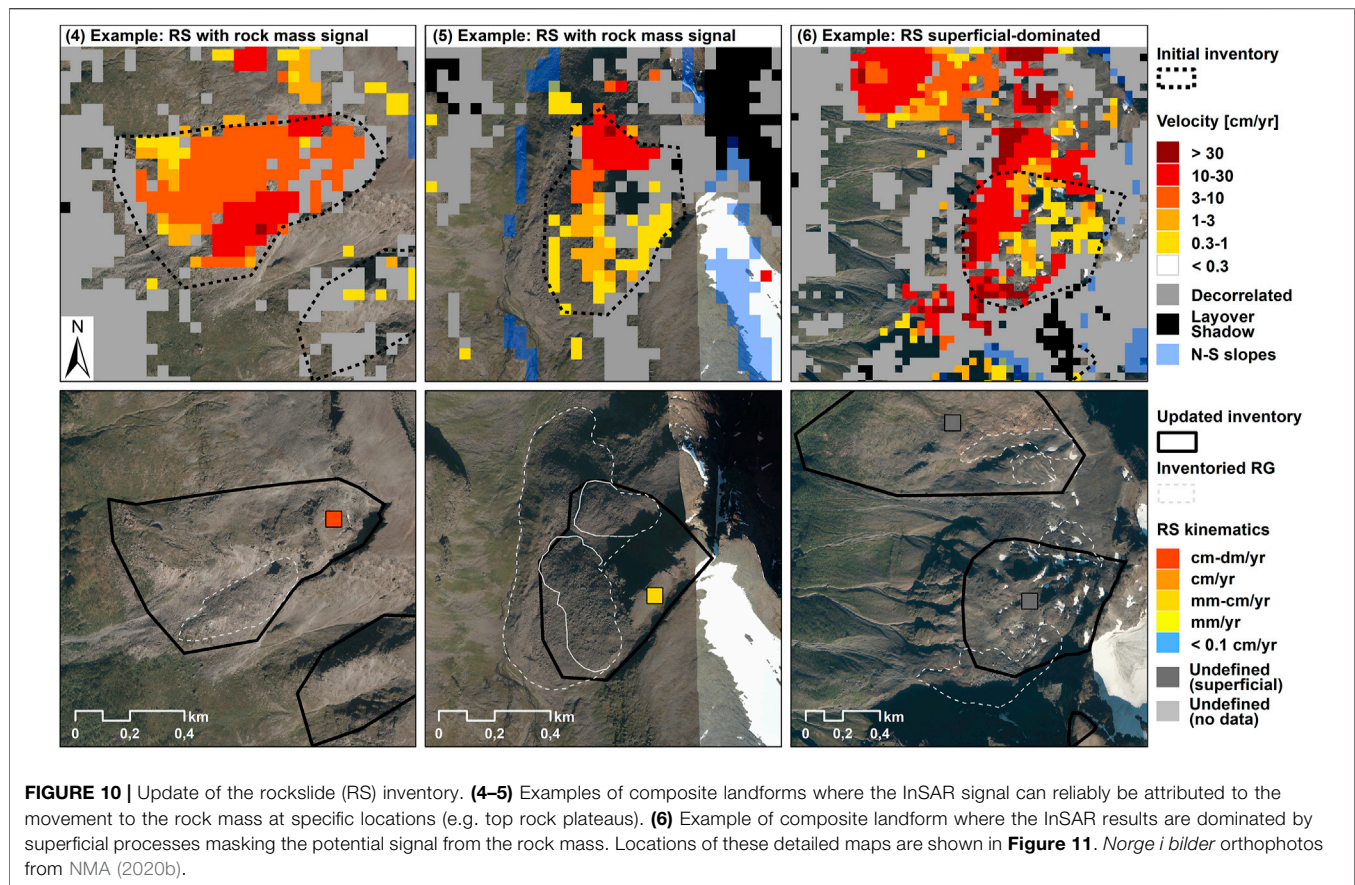 (4) Example: RS with rock mass signal
(5) Example: RS with rock mass signal
(6) Example: RS superficial-dominated
Initial inventory
Velocity [cm/yr]
> 30
10-30
3-10
1-3
0.3-1
< 0.3
Decorrelated
Layover
Shadow
N-S slopes
N
Updated inventory
Inventoried RG
RS kinematics
cm-dm/yr
cm/yr
mm-cm/yr
mm/yr
< 0.1 cm/yr
Undefined
(superficial)
Undefined
(no data)
km
0 0,2 0,4
km
0 0,2 0,4
km
0 0,2 0,4
FIGURE 10 | Update of the rockslide (RS) inventory. (4–5) Examples of composite landforms where the InSAR signal can reliably be attributed to the
movement to the rock mass at specific locations (e.g. top rock plateaus). (6) Example of composite landform where the InSAR results are dominated by
superficial processes masking the potential signal from the rock mass. Locations of these detailed maps are shown in Figure 11. Norge i bilder orthophotos
from NMA (2020b).